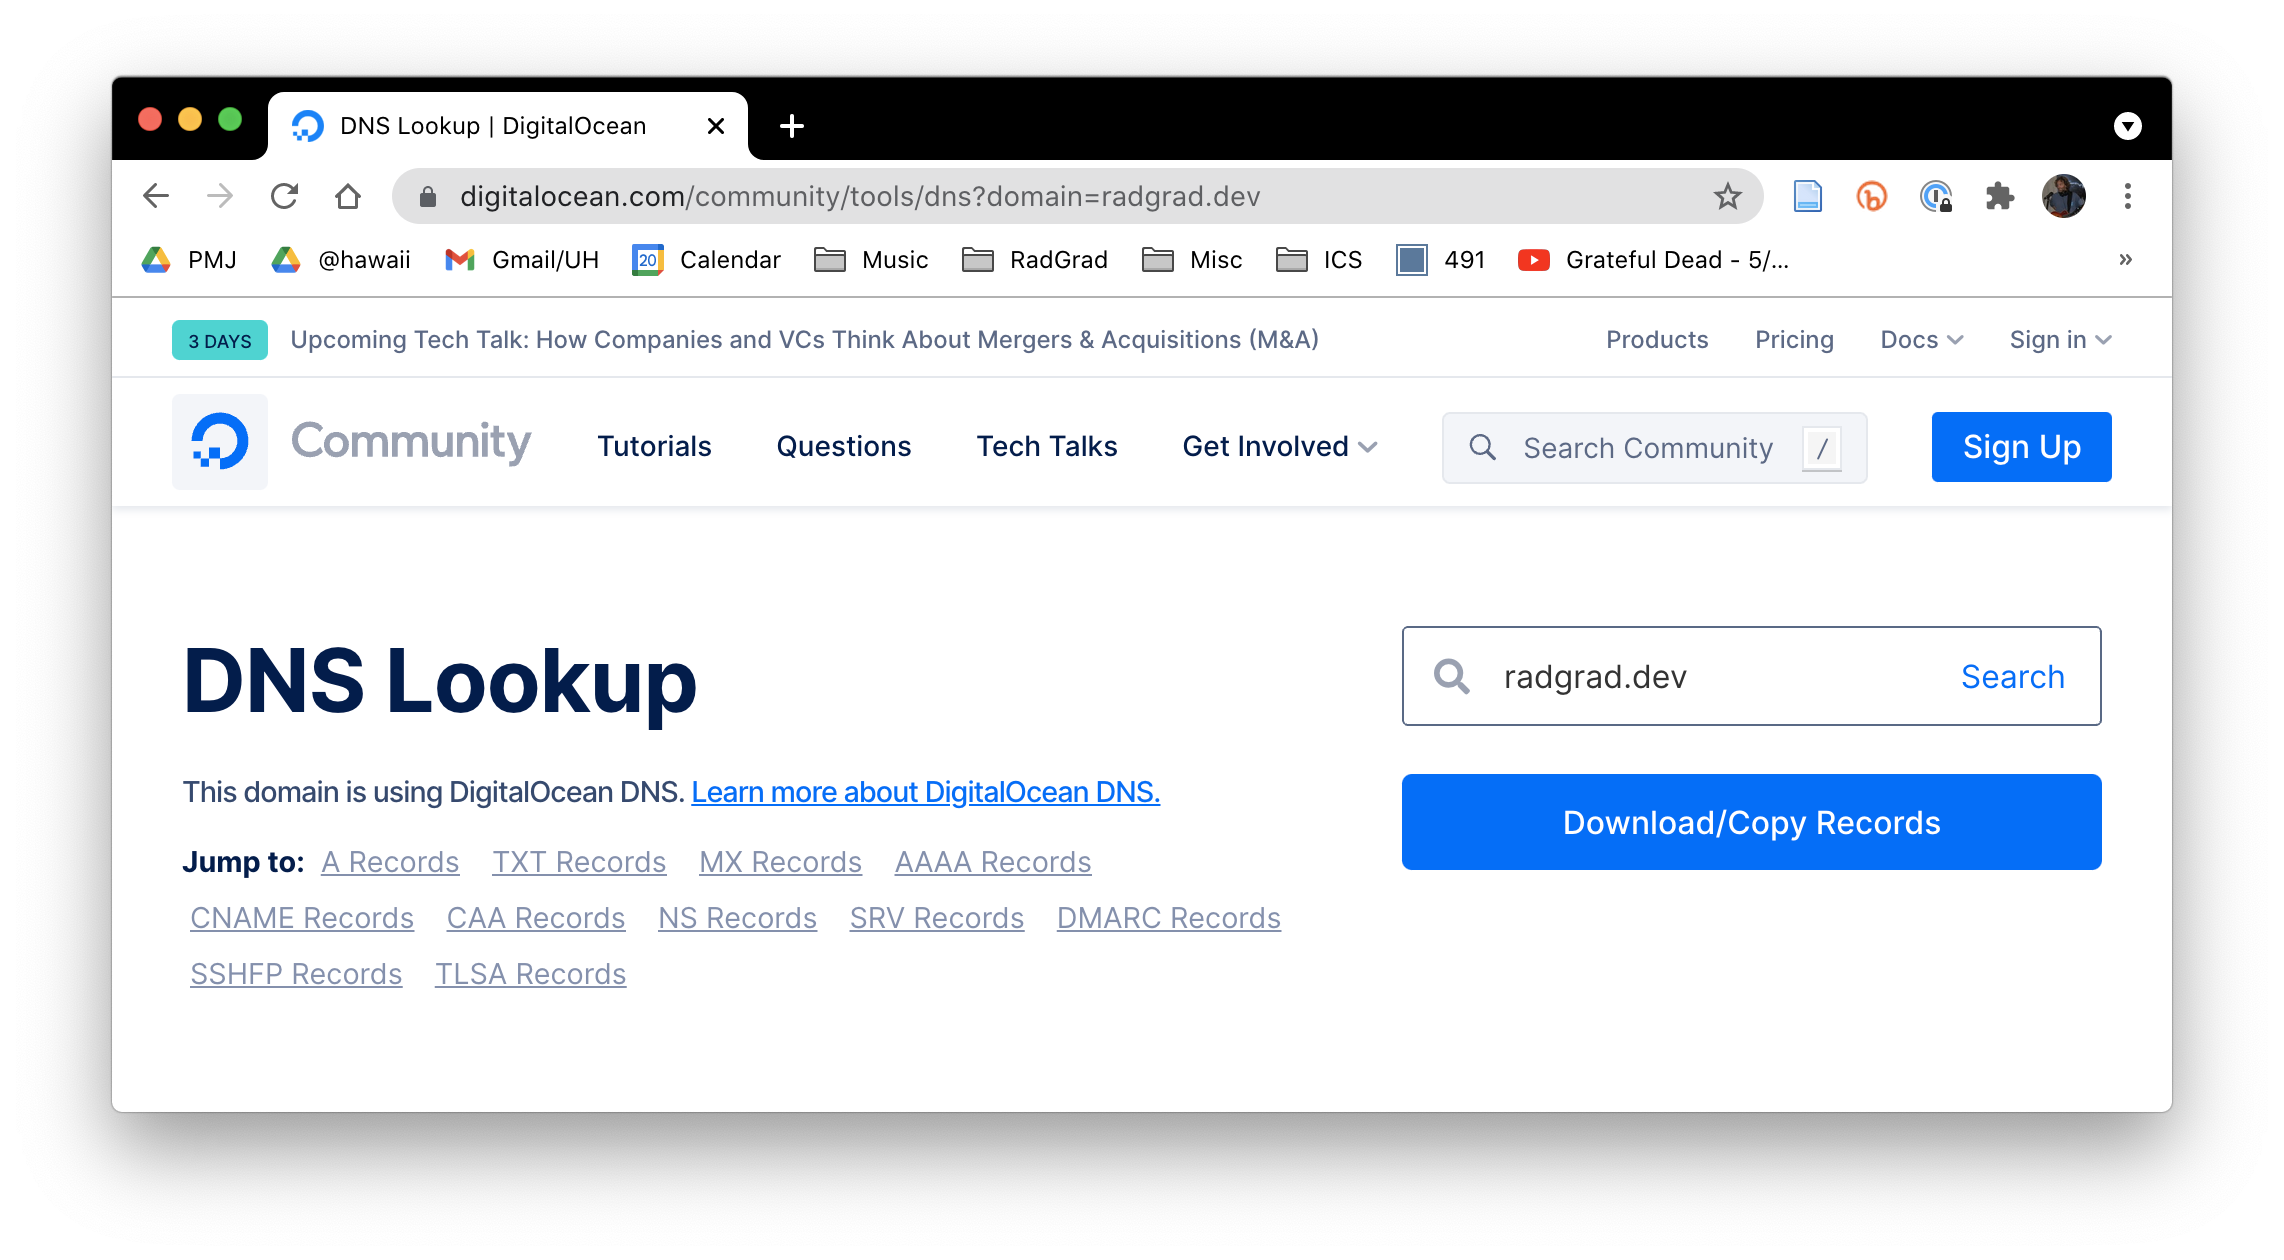 DNS Lookup | DigitalOcean
digitalocean.com/community/tools/dns?domain=radgrad.dev
PMJ @hawaii Gmail/UH 20 Calendar Music RadGrad Misc ICS 491 Grateful Dead - 5/... »
3 DAYS Upcoming Tech Talk: How Companies and VCs Think About Mergers & Acquisitions (M&A) Products Pricing Docs Sign in
Community Tutorials Questions Tech Talks Get Involved Search Community / Sign Up
DNS Lookup
radgrad.dev Search
This domain is using DigitalOcean DNS. Learn more about DigitalOcean DNS.
Download/Copy Records
Jump to: A Records TXT Records MX Records AAAA Records
CNAME Records CAA Records NS Records SRV Records DMARC Records
SSHFP Records TLSA Records